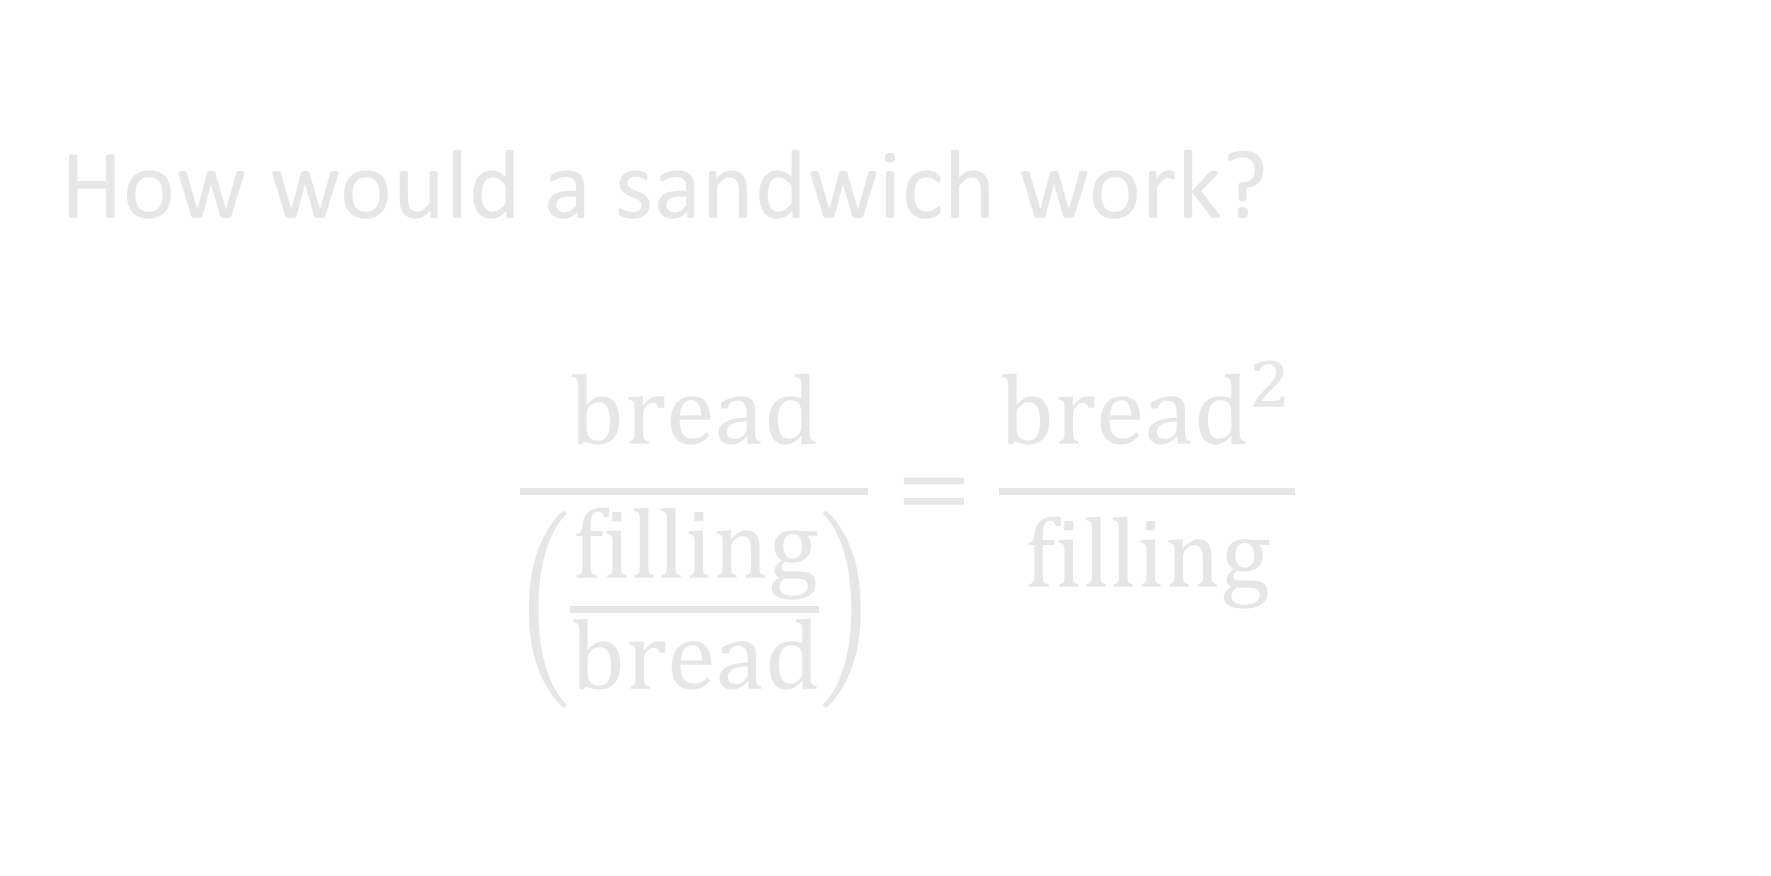 How would a sandwich work?
bread / (filling / bread) = bread² / filling